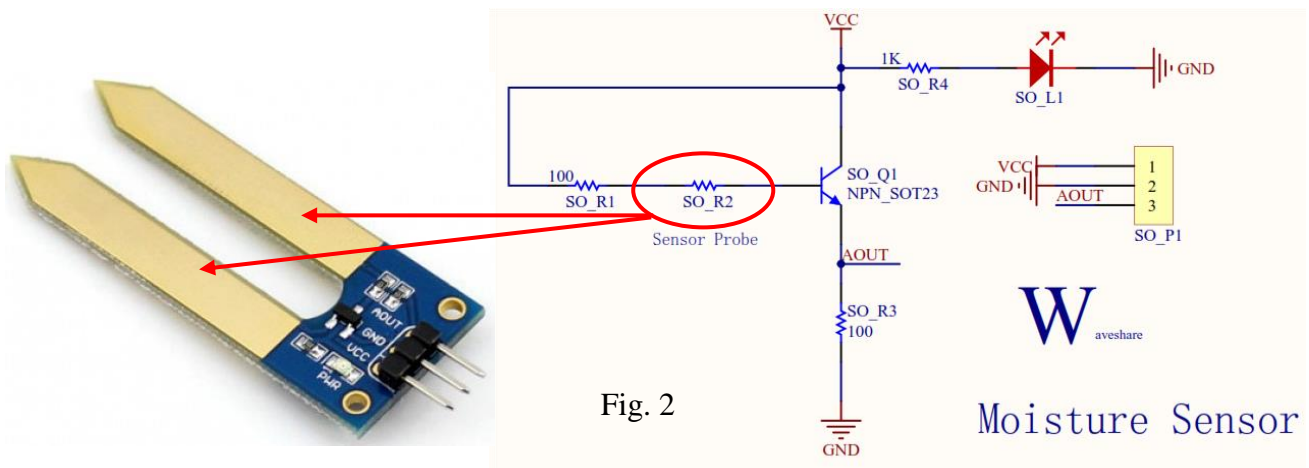 AOUT
GND
VCC
PWR
VCC
1K
SO_R4
SO_L1
GND
100
SO_R1
SO_R2
Sensor Probe
SO_Q1
NPN_SOT23
VCC
GND
AOUT
1
2
3
SO_P1
AOUT
SO_R3
100
GND
W
aveshare
Fig. 2
Moisture Sensor